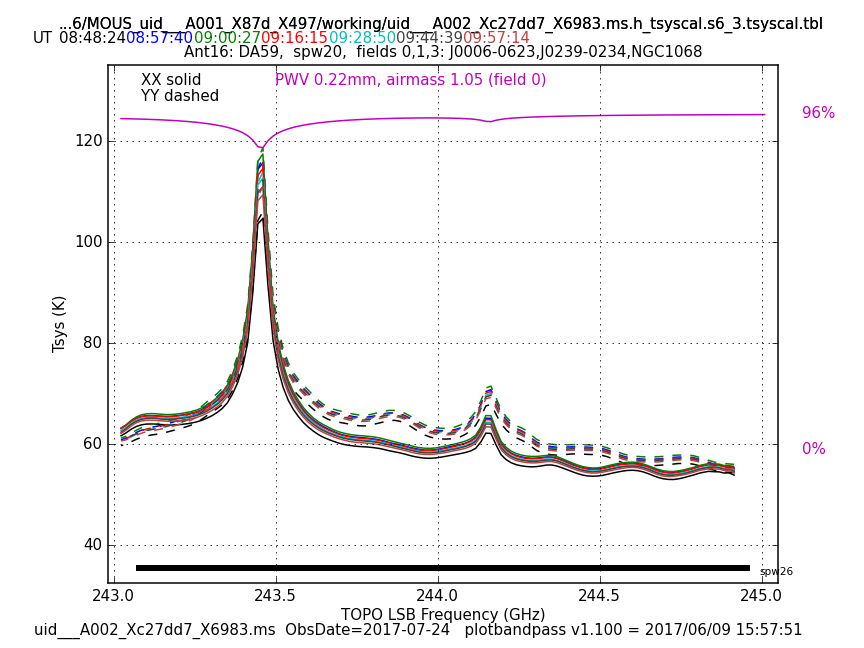 ...6/MOUS_uid___A001_X87d_X497/working/uid___A002_Xc27dd7_X6983.ms.h_tsyscal.s6_3.tsyscal.tbl
UT 08:48:24 08:57:40 09:00:27 09:16:15 09:28:50 09:44:39 09:57:14
Ant16: DA59, spw20, fields 0,1,3: J0006-0623,J0239-0234,NGC1068
XX solid
PWV 0.22mm, airmass 1.05 (field 0)
YY dashed
96%
120
100
80
60
40
Tsys (K)
0%
spw26
243.0 243.5 244.0 244.5 245.0
TOPO LSB Frequency (GHz)
uid___A002_Xc27dd7_X6983.ms ObsDate=2017-07-24 plotbandpass v1.100 = 2017/06/09 15:57:51